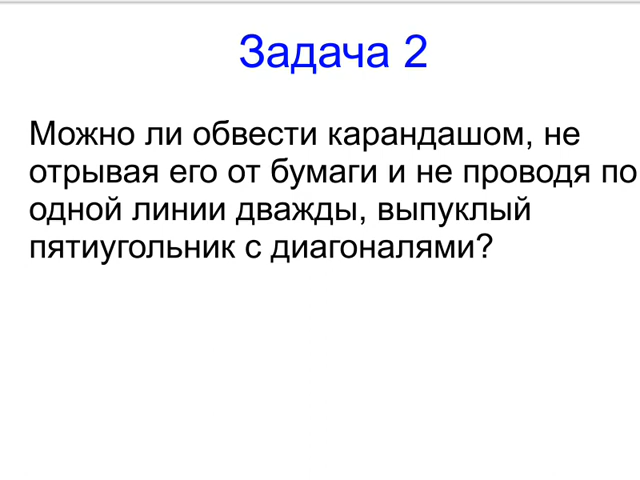 Задача 2
Можно ли обвести карандашом, не
отрывая его от бумаги и не проводя по
одной линии дважды, выпуклый
пятиугольник с диагоналями?